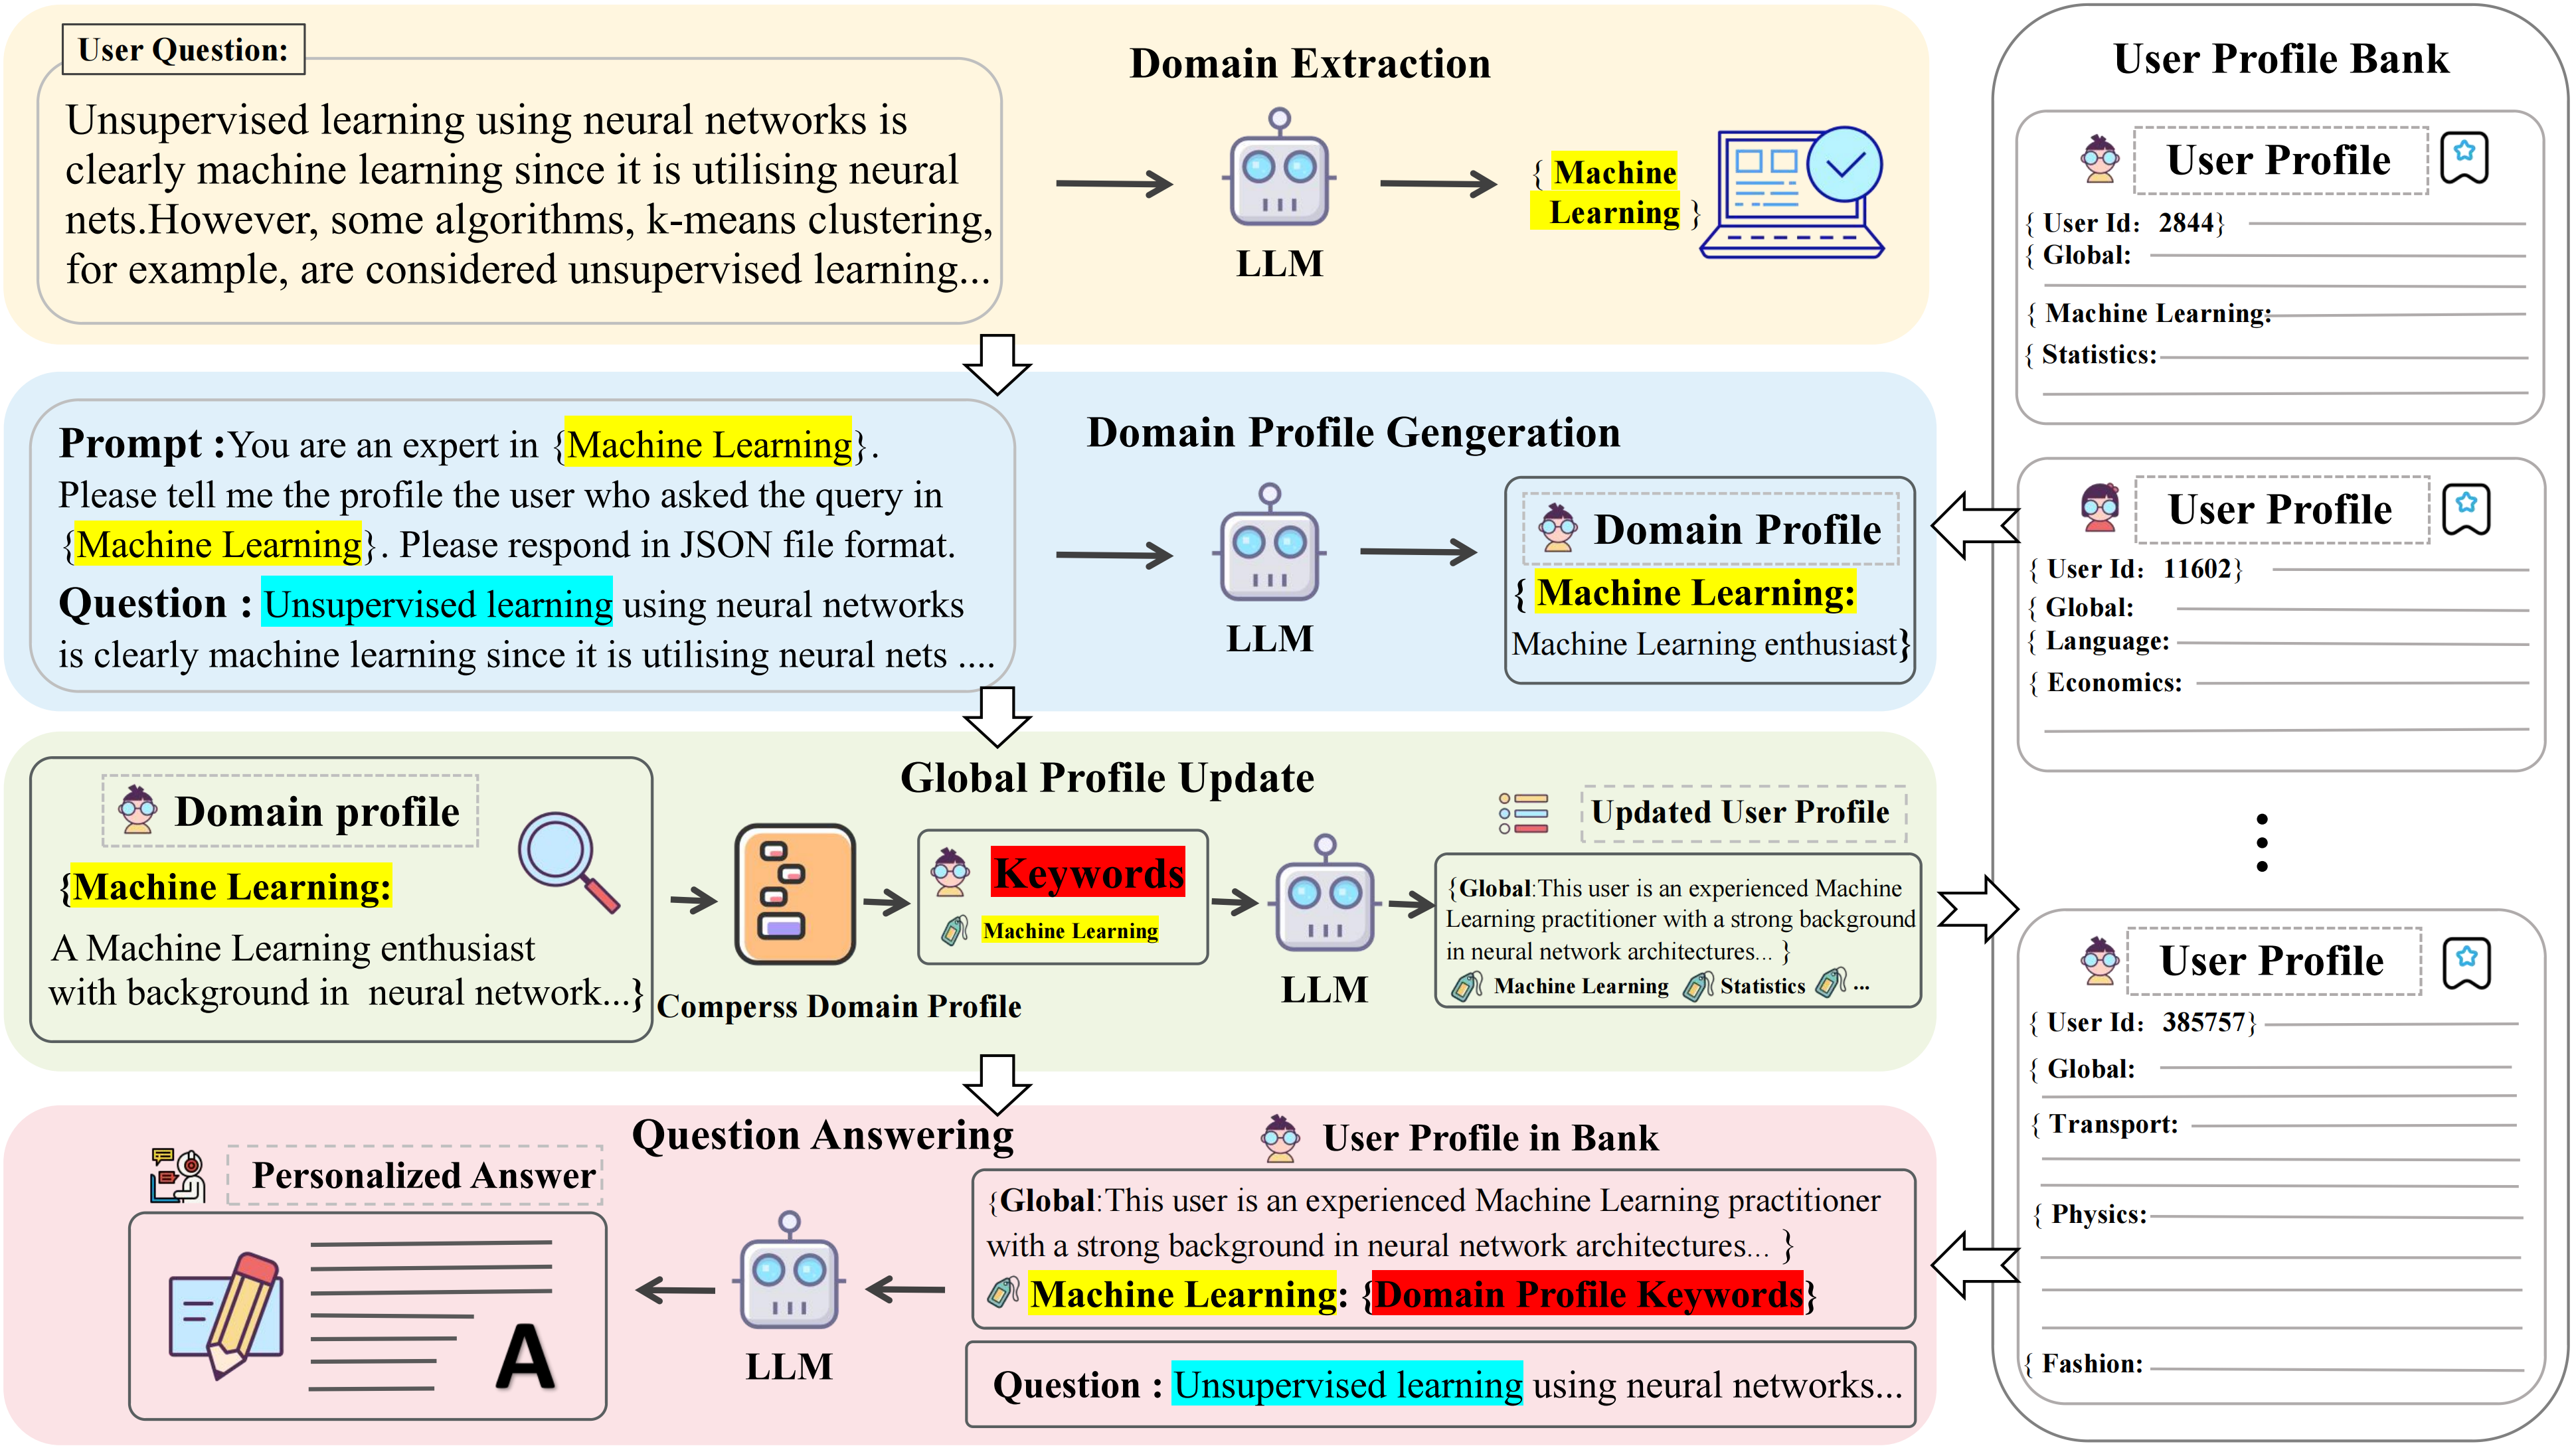 User Question:
Unsupervised learning using neural networks is
clearly machine learning since it is utilising neural
nets.However, some algorithms, k-means clustering,
for example, are considered unsupervised learning...
Domain Extraction
LLM
{ Machine
Learning }
Prompt :You are an expert in {Machine Learning}.
Please tell me the profile the user who asked the query in
{Machine Learning}. Please respond in JSON file format.
Question : Unsupervised learning using neural networks
is clearly machine learning since it is utilising neural nets ....
Domain Profile Gengeration
LLM
Domain Profile
{ Machine Learning:
Machine Learning enthusiast}
Global Profile Update
Domain profile
{Machine Learning:
A Machine Learning enthusiast
with background in neural network...}
Comperss Domain Profile
Keywords
Machine Learning
LLM
Updated User Profile
{Global:This user is an experienced Machine
Learning practitioner with a strong background
in neural network architectures... }
Machine Learning Statistics ...
Question Answering
Personalized Answer
A
LLM
User Profile in Bank
{Global:This user is an experienced Machine Learning practitioner
with a strong background in neural network architectures... }
Machine Learning: {Domain Profile Keywords}
Question : Unsupervised learning using neural networks...
User Profile Bank
User Profile
{ User Id: 2844}
{ Global:
{ Machine Learning:
{ Statistics:
User Profile
{ User Id: 11602}
{ Global:
{ Language:
{ Economics:
User Profile
{ User Id: 385757}
{ Global:
{ Transport:
{ Physics:
{ Fashion: